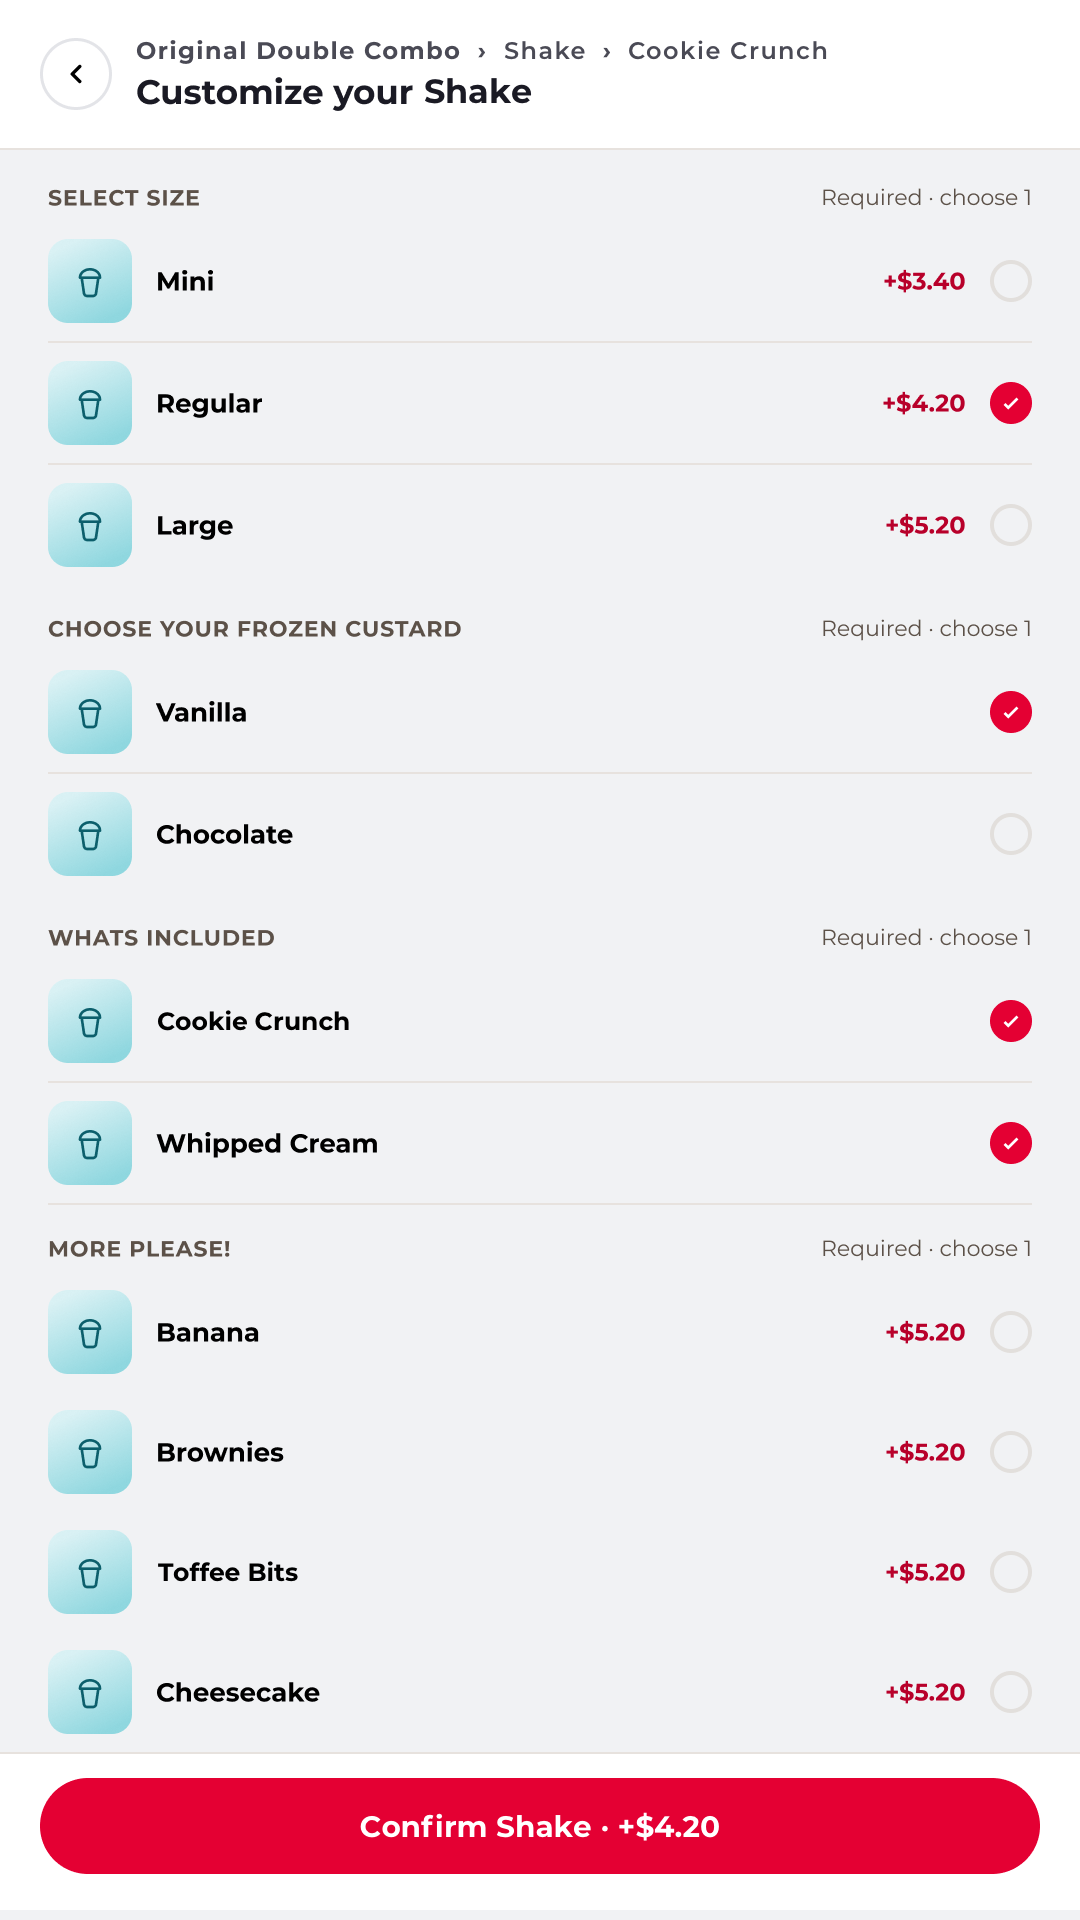 Original Double Combo › Shake › Cookie Crunch
Customize your Shake
SELECT SIZE Required · choose 1
Mini +$3.40
Regular +$4.20
Large +$5.20
CHOOSE YOUR FROZEN CUSTARD Required · choose 1
Vanilla
Chocolate
WHATS INCLUDED Required · choose 1
Cookie Crunch
Whipped Cream
MORE PLEASE! Required · choose 1
Banana +$5.20
Brownies +$5.20
Toffee Bits +$5.20
Cheesecake +$5.20
Confirm Shake · +$4.20